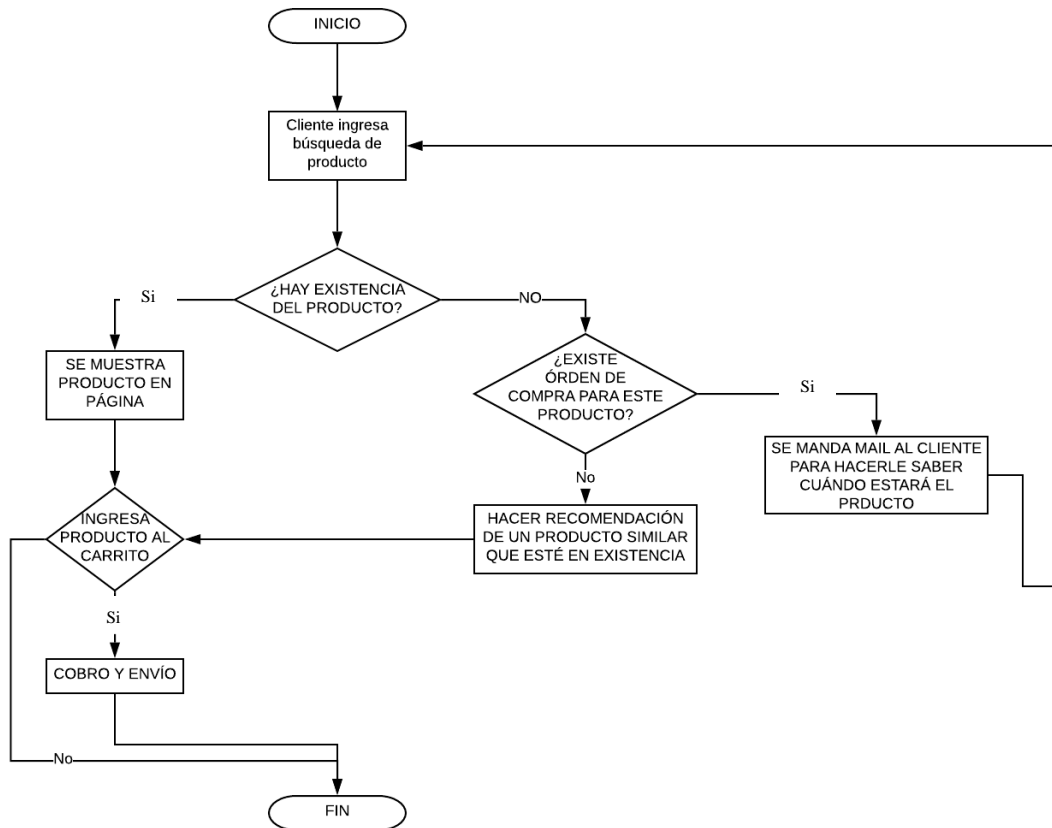 INICIO
Cliente ingresa
búsqueda de
producto
¿HAY EXISTENCIA
DEL PRODUCTO?
Si
NO
SE MUESTRA
PRODUCTO EN
PÁGINA
¿EXISTE
ÓRDEN DE
COMPRA PARA ESTE
PRODUCTO?
Si
SE MANDA MAIL AL CLIENTE
PARA HACERLE SABER
CUÁNDO ESTARÁ EL
PRDUCTO
No
HACER RECOMENDACIÓN
DE UN PRODUCTO SIMILAR
QUE ESTÉ EN EXISTENCIA
INGRESA
PRODUCTO AL
CARRITO
Si
COBRO Y ENVÍO
No
FIN